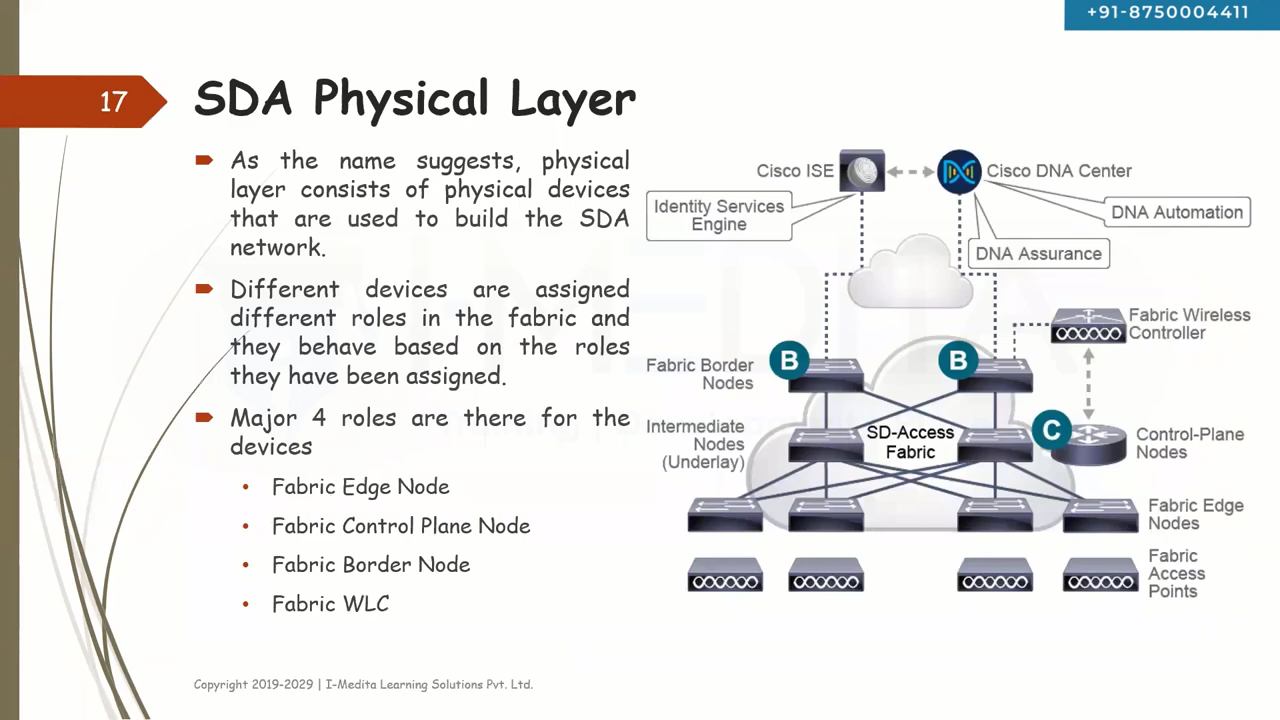 +91-8750004411
17
SDA Physical Layer
As the name suggests, physical
layer consists of physical devices
that are used to build the SDA
network.
Different devices are assigned
different roles in the fabric and
they behave based on the roles
they have been assigned.
Major 4 roles are there for the
devices
• Fabric Edge Node
• Fabric Control Plane Node
• Fabric Border Node
• Fabric WLC
Cisco ISE
Cisco DNA Center
Identity Services
Engine
DNA Automation
DNA Assurance
Fabric Wireless
Controller
Fabric Border
Nodes
B
B
Intermediate
Nodes
(Underlay)
SD-Access
Fabric
C
Control-Plane
Nodes
Fabric Edge
Nodes
Fabric
Access
Points
Copyright 2019-2029 | I-Medita Learning Solutions Pvt. Ltd.